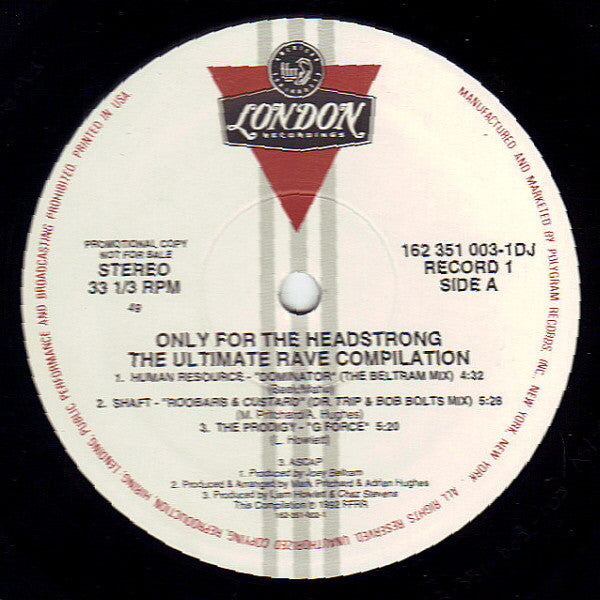 LONDON
RECORDINGS
PROMOTIONAL COPY
NOT FOR SALE
STEREO
33 1/3 RPM
49
162 351 003-1DJ
RECORD 1
SIDE A
ONLY FOR THE HEADSTRONG
THE ULTIMATE RAVE COMPILATION
1. HUMAN RESOURCE - "DOMINATOR" (THE BELTRAM MIX) 4:32
2. SHAFT - "ROOBARB & CUSTARD" (DR. TRIP & BOB BOLTS MIX) 5:28
(M. Pritchard/A. Hughes)
3. THE PRODIGY - "G FORCE" 5:20
(L. Howlett)
3. ASCAP
1. Produced by Joey Beltram
2. Produced & Arranged by Mark Pritchard & Adrian Hughes
3. Produced by Liam Howlett & Chaz Stevens
This Compilation ℗ 1992 FFRR
MANUFACTURED AND MARKETED BY POLYGRAM RECORDS INC., NEW YORK, NEW YORK · ALL RIGHTS RESERVED. UNAUTHORIZED COPYING, REPRODUCTION, HIRING, LENDING, PUBLIC PERFORMANCE AND BROADCASTING PROHIBITED. PRINTED IN USA